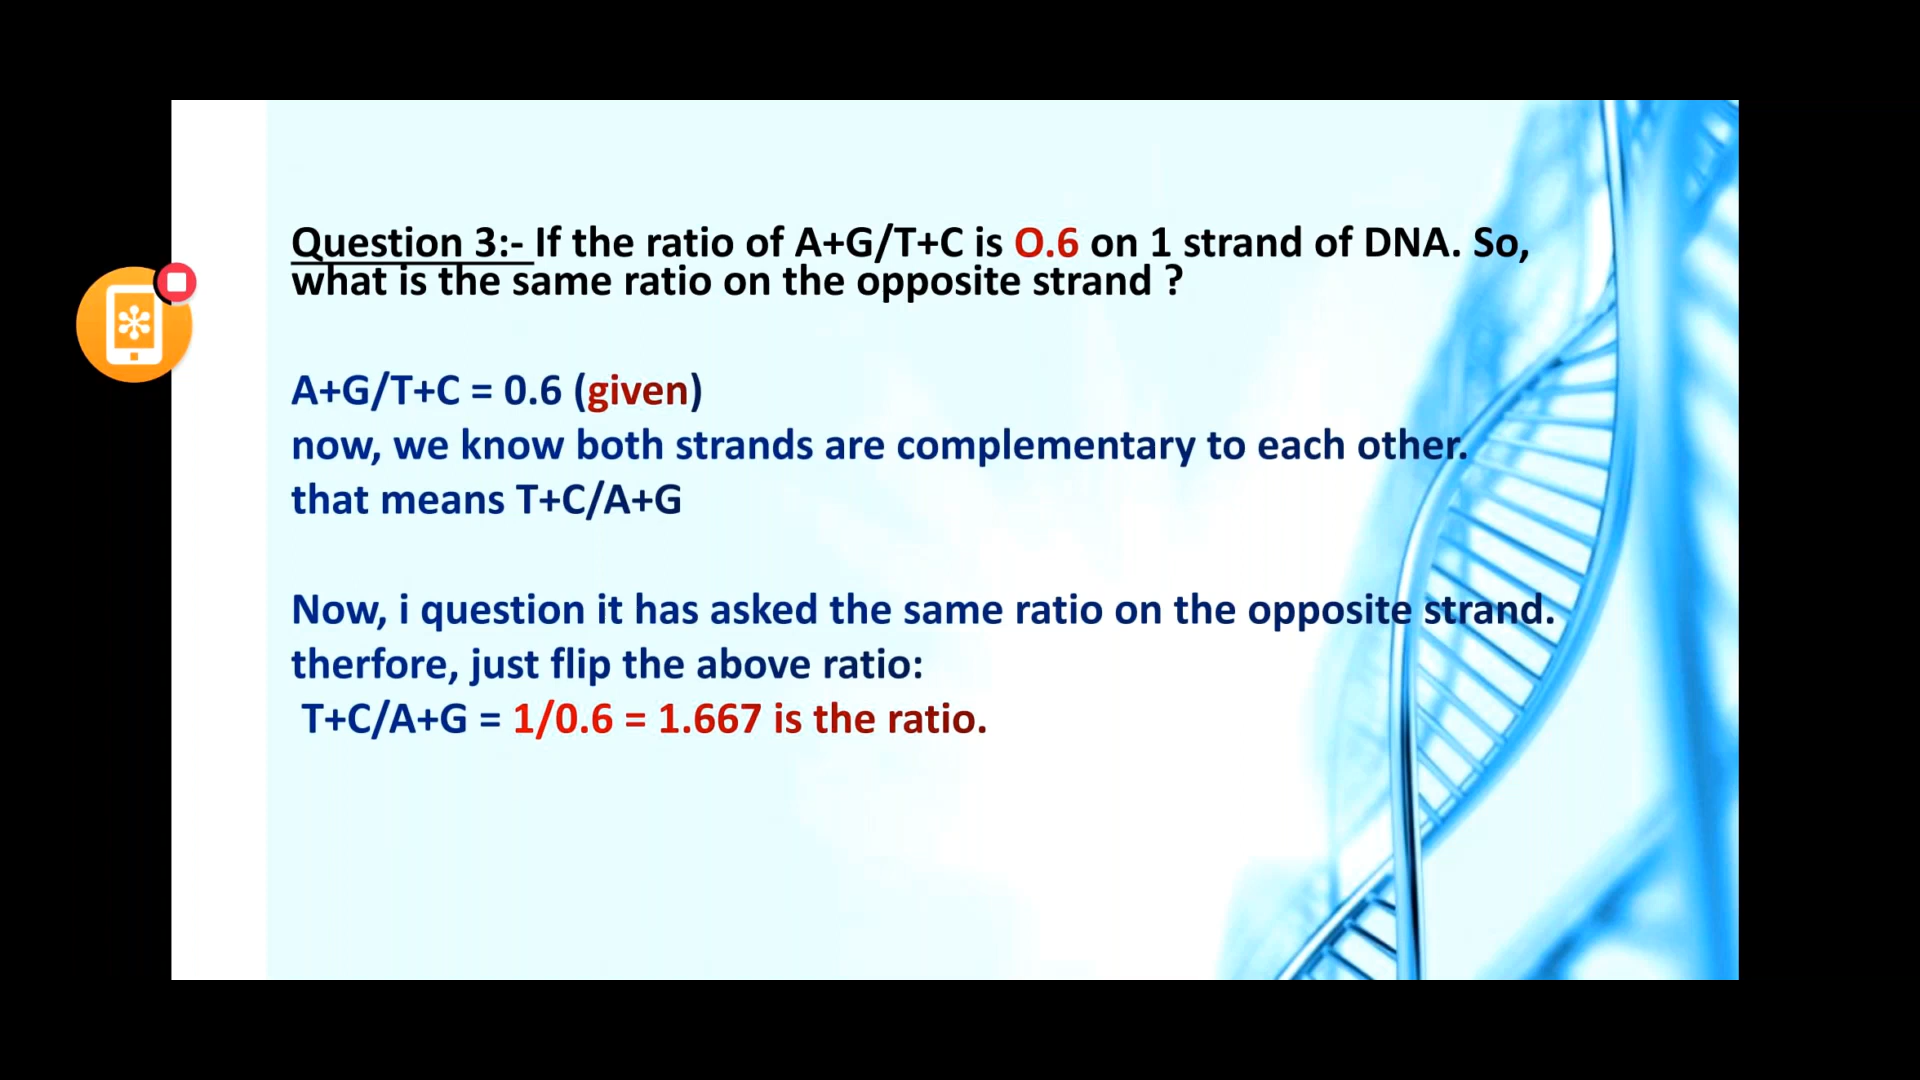 Question 3:- If the ratio of A+G/T+C is O.6 on 1 strand of DNA. So,
what is the same ratio on the opposite strand ?
A+G/T+C = 0.6 (given)
now, we know both strands are complementary to each other.
that means T+C/A+G
Now, i question it has asked the same ratio on the opposite strand.
therfore, just flip the above ratio:
T+C/A+G = 1/0.6 = 1.667 is the ratio.